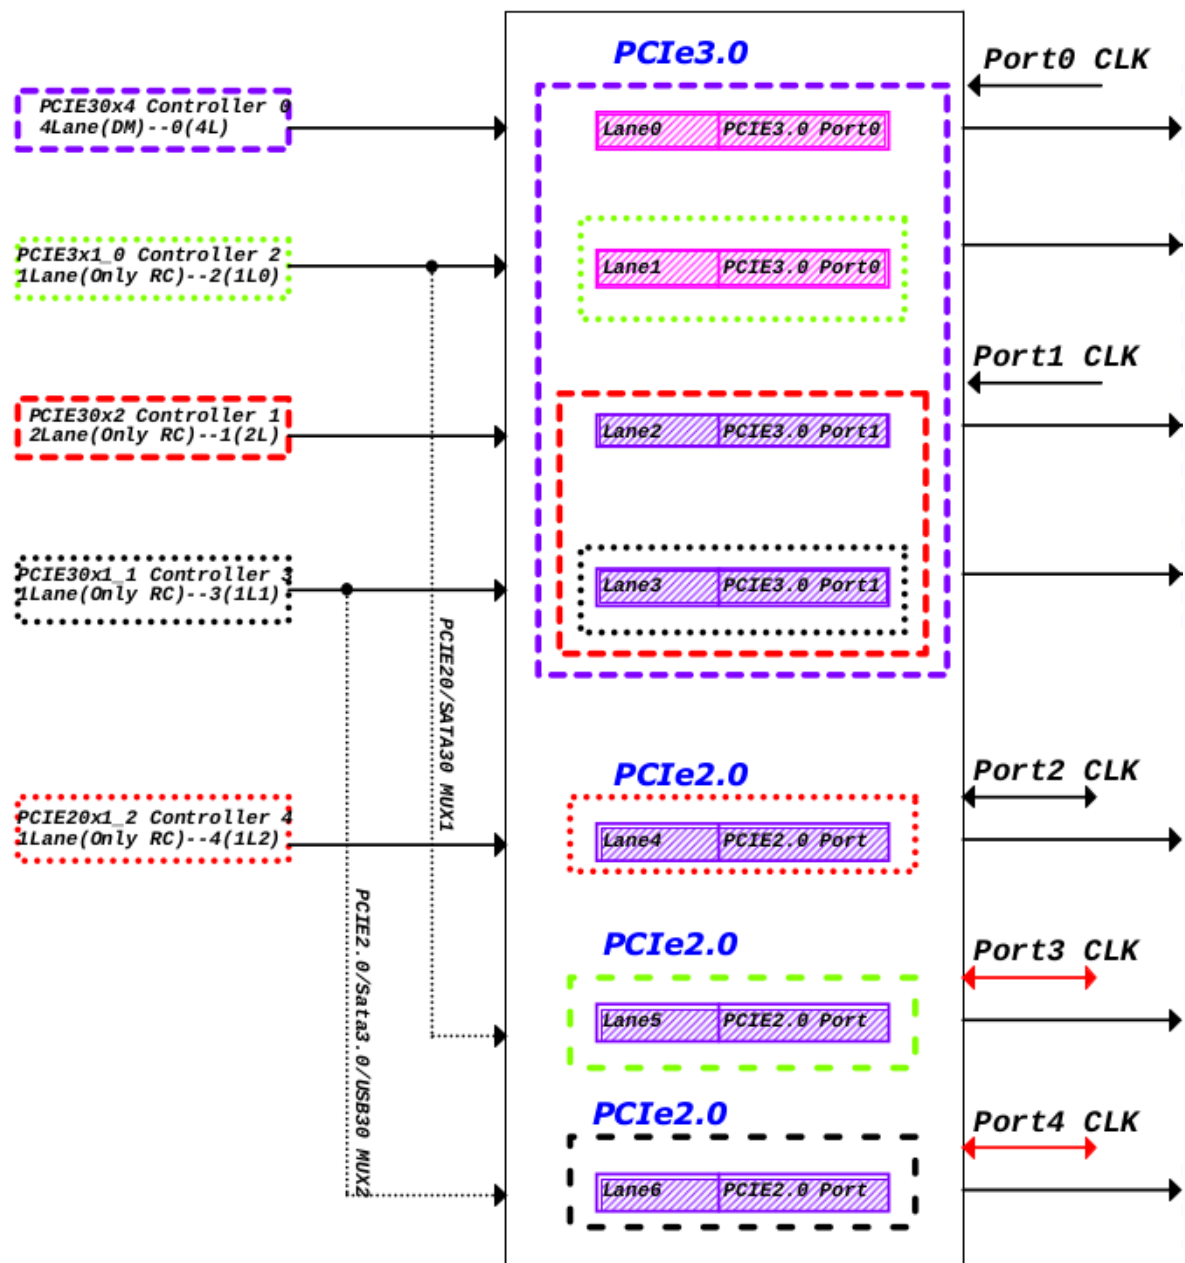 PCIe3.0
Port0 CLK
PCIE30x4 Controller 0
4Lane(DM)--0(4L)
Lane0 PCIE3.0 Port0
PCIE3x1_0 Controller 2
1Lane(Only RC)--2(1L0)
Lane1 PCIE3.0 Port0
Port1 CLK
PCIE30x2 Controller 1
2Lane(Only RC)--1(2L)
Lane2 PCIE3.0 Port1
PCIE30x1_1 Controller 3
1Lane(Only RC)--3(1L1)
Lane3 PCIE3.0 Port1
PCIE20/SATA30 MUX1
PCIe2.0
Port2 CLK
PCIE20x1_2 Controller 4
1Lane(Only RC)--4(1L2)
Lane4 PCIE2.0 Port
PCIE2.0/Sata3.0/USB30 MUX2
PCIe2.0
Port3 CLK
Lane5 PCIE2.0 Port
PCIe2.0
Port4 CLK
Lane6 PCIE2.0 Port